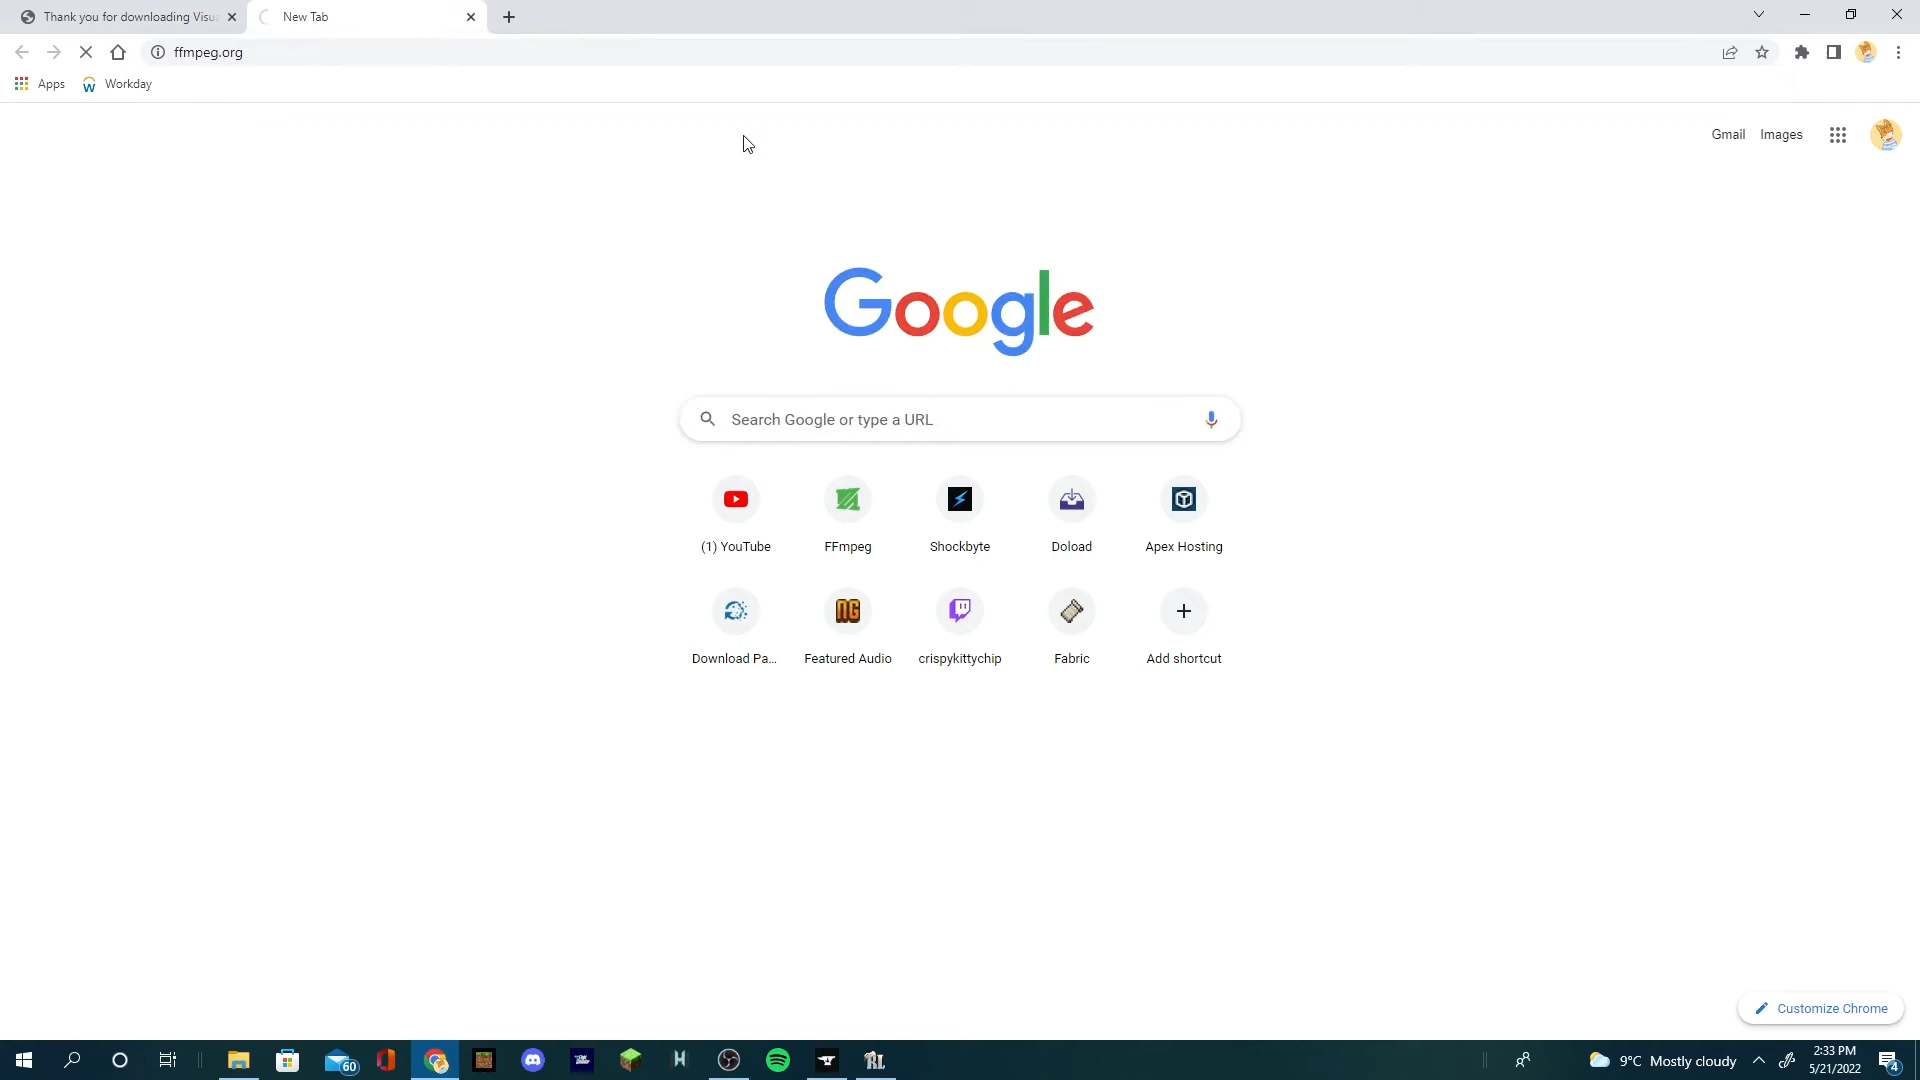 Thank you for downloading Visua
New Tab
ffmpeg.org
Apps
Workday
Gmail
Images
Google
Search Google or type a URL
(1) YouTube
FFmpeg
Shockbyte
Doload
Apex Hosting
NG
Download Pa...
Featured Audio
crispykittychip
Fabric
Add shortcut
Customize Chrome
60
9°C Mostly cloudy
2:33 PM
5/21/2022
4